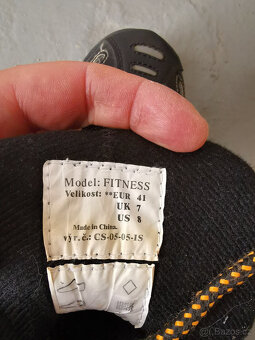 Model: FITNESS
Velikost: **EUR 41
UK 7
US 8
Made in China.
výr. č.: CS-05-05-1S